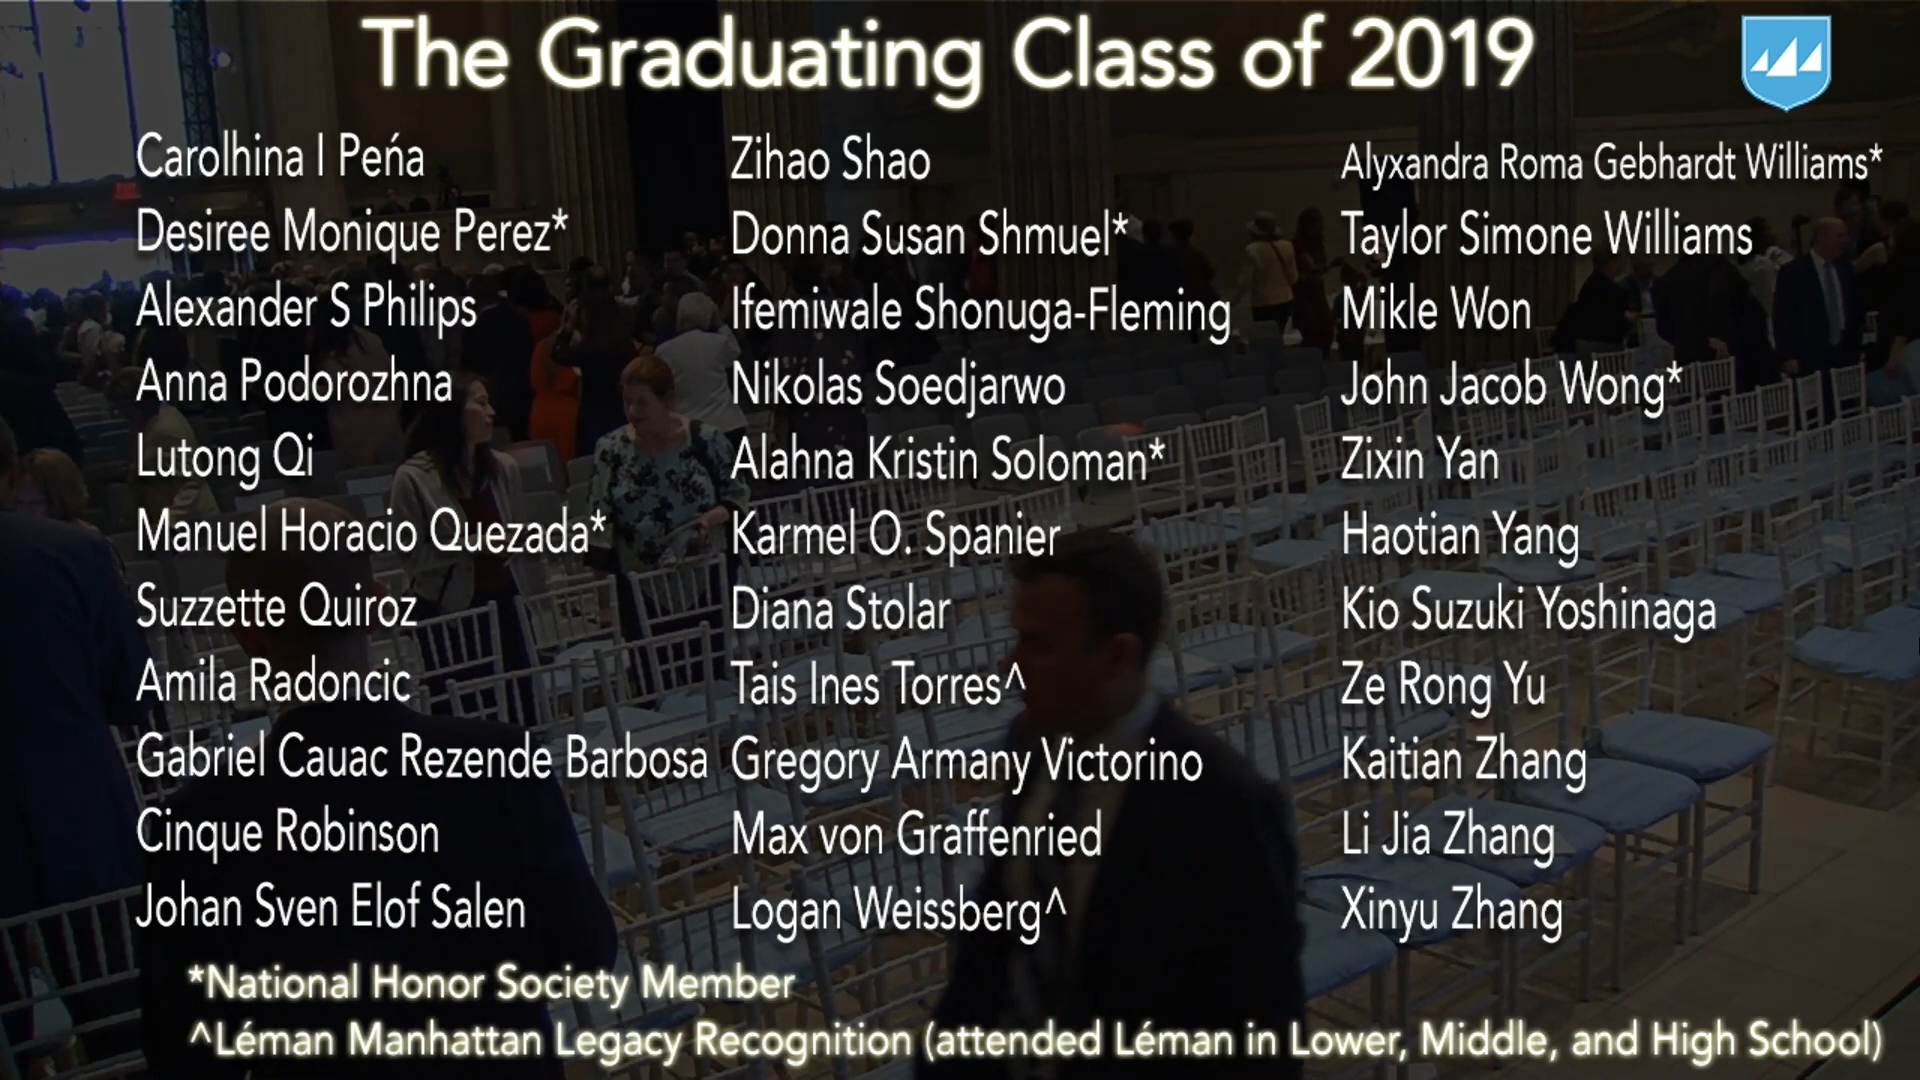 The Graduating Class of 2019
Carolhina I Peńa
Desiree Monique Perez*
Alexander S Philips
Anna Podorozhna
Lutong Qi
Manuel Horacio Quezada*
Suzzette Quiroz
Amila Radoncic
Gabriel Cauac Rezende Barbosa
Cinque Robinson
Johan Sven Elof Salen
Zihao Shao
Donna Susan Shmuel*
Ifemiwale Shonuga-Fleming
Nikolas Soedjarwo
Alahna Kristin Soloman*
Karmel O. Spanier
Diana Stolar
Tais Ines Torres^
Gregory Armany Victorino
Max von Graffenried
Logan Weissberg^
Alyxandra Roma Gebhardt Williams*
Taylor Simone Williams
Mikle Won
John Jacob Wong*
Zixin Yan
Haotian Yang
Kio Suzuki Yoshinaga
Ze Rong Yu
Kaitian Zhang
Li Jia Zhang
Xinyu Zhang
*National Honor Society Member
^Léman Manhattan Legacy Recognition (attended Léman in Lower, Middle, and High School)